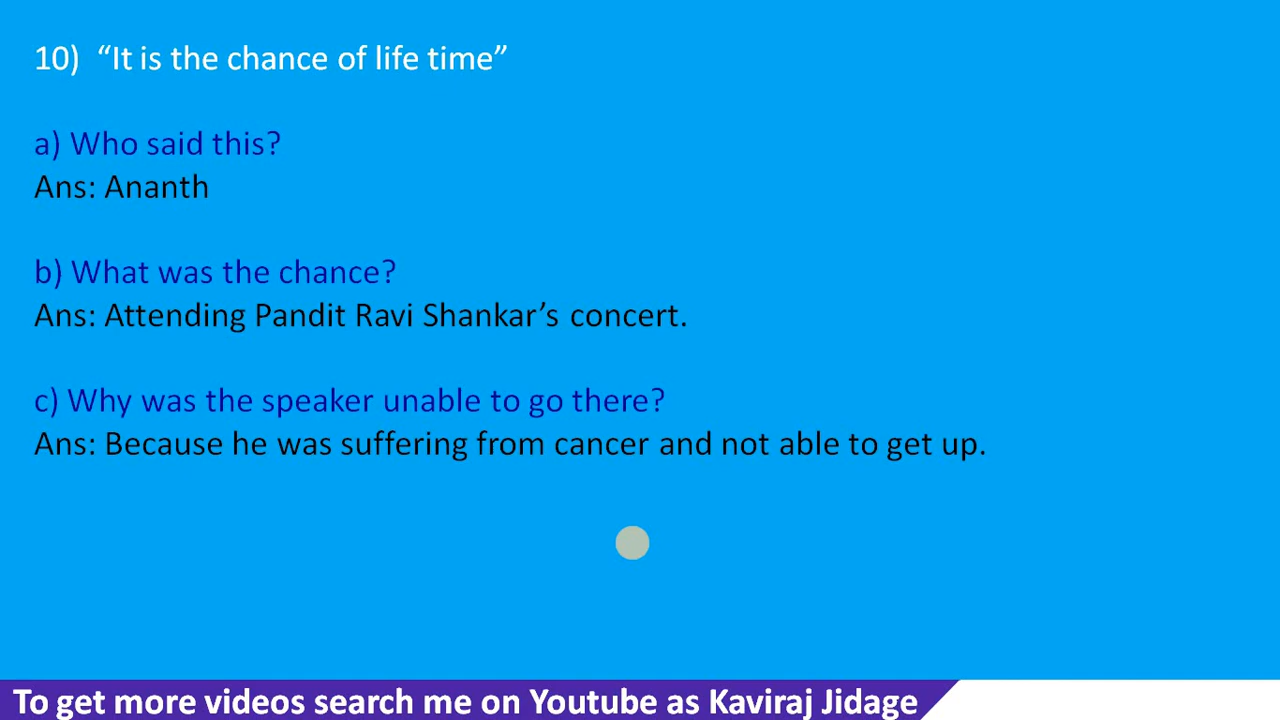 10) “It is the chance of life time”
a) Who said this?
Ans: Ananth
b) What was the chance?
Ans: Attending Pandit Ravi Shankar’s concert.
c) Why was the speaker unable to go there?
Ans: Because he was suffering from cancer and not able to get up.
To get more videos search me on Youtube as Kaviraj Jidage